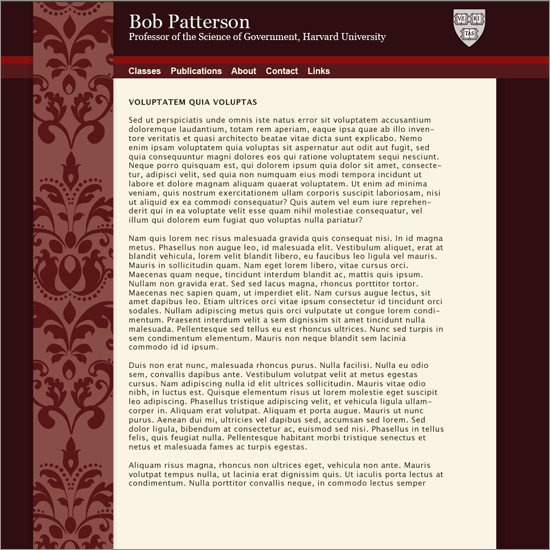 Bob Patterson
Professor of the Science of Government, Harvard University
VE RI
TAS
Classes Publications About Contact Links
VOLUPTATEM QUIA VOLUPTAS
Sed ut perspiciatis unde omnis iste natus error sit voluptatem accusantium
doloremque laudantium, totam rem aperiam, eaque ipsa quae ab illo inven-
tore veritatis et quasi architecto beatae vitae dicta sunt explicabo. Nemo
enim ipsam voluptatem quia voluptas sit aspernatur aut odit aut fugit, sed
quia consequuntur magni dolores eos qui ratione voluptatem sequi nesciunt.
Neque porro quisquam est, qui dolorem ipsum quia dolor sit amet, consecte-
tur, adipisci velit, sed quia non numquam eius modi tempora incidunt ut
labore et dolore magnam aliquam quaerat voluptatem. Ut enim ad minima
veniam, quis nostrum exercitationem ullam corporis suscipit laboriosam, nisi
ut aliquid ex ea commodi consequatur? Quis autem vel eum iure reprehen-
derit qui in ea voluptate velit esse quam nihil molestiae consequatur, vel
illum qui dolorem eum fugiat quo voluptas nulla pariatur?
Nam quis lorem nec risus malesuada gravida quis consequat nisi. In id magna
metus. Phasellus non augue leo, id malesuada elit. Vestibulum aliquet, erat at
blandit vehicula, lorem velit blandit libero, eu faucibus leo ligula vel mauris.
Mauris in sollicitudin quam. Nam eget lorem libero, vitae cursus orci.
Maecenas quam neque, tincidunt interdum blandit ac, mattis quis ipsum.
Nullam non gravida erat. Sed sed lacus magna, rhoncus porttitor tortor.
Maecenas nec sapien quam, ut imperdiet elit. Nam cursus augue lectus, sit
amet dapibus leo. Etiam ultrices orci vitae ipsum consectetur id tincidunt orci
sodales. Nullam adipiscing metus quis orci vulputate ut congue lorem condi-
mentum. Praesent interdum velit a sem dignissim sit amet tincidunt nulla
malesuada. Pellentesque sed tellus eu est rhoncus ultrices. Nunc sed turpis in
sem condimentum elementum. Mauris non neque blandit sem lacinia
commodo id id ipsum.
Duis non erat nunc, malesuada rhoncus purus. Nulla facilisi. Nulla eu odio
sem, convallis dapibus ante. Vestibulum volutpat velit at metus egestas
cursus. Nam adipiscing nulla id elit ultrices sollicitudin. Mauris vitae odio
nibh, in luctus est. Quisque elementum risus ut lorem molestie eget suscipit
leo adipiscing. Phasellus tristique adipiscing velit, et vehicula ligula ullam-
corper in. Aliquam erat volutpat. Aliquam et porta augue. Mauris ut nunc
purus. Aenean dui mi, ultricies vel dapibus sed, accumsan sed lorem. Sed
dolor ligula, bibendum at consectetur ac, euismod sed nisi. Phasellus in tellus
felis, quis feugiat nulla. Pellentesque habitant morbi tristique senectus et
netus et malesuada fames ac turpis egestas.
Aliquam risus magna, rhoncus non ultrices eget, vehicula non ante. Mauris
volutpat tempus nulla, ut lacinia erat dignissim quis. Ut iaculis porta lectus at
condimentum. Nulla porttitor convallis neque, in commodo lectus semper